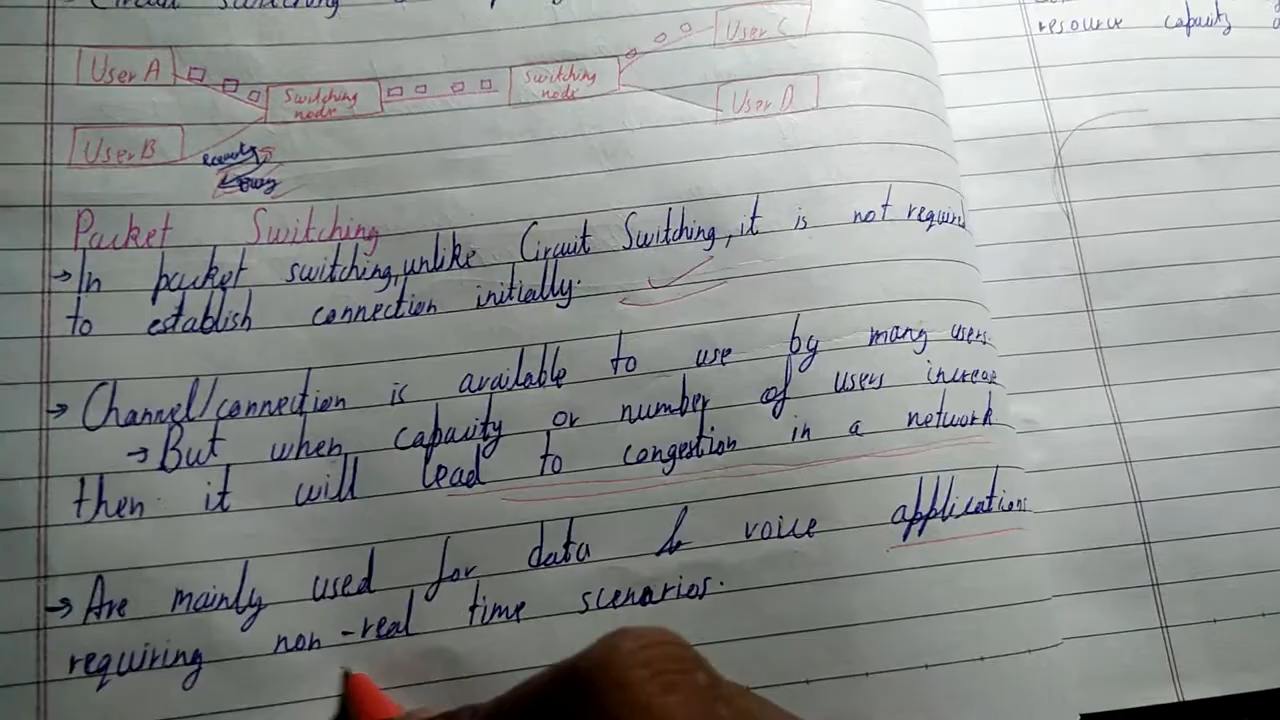 Circuit Switching
resource capacity
User A
User C
Switching node
Switching node
User D
User B
Packet Switching
→ In packet switching, unlike Circuit Switching, it is not required
to establish connection initially.
→ Channel/connection is available to use by many users.
→ But when capacity or number of users increase
then it will lead to congestion in a network
→ Are mainly used for data & voice applications
requiring non-real time scenarios.